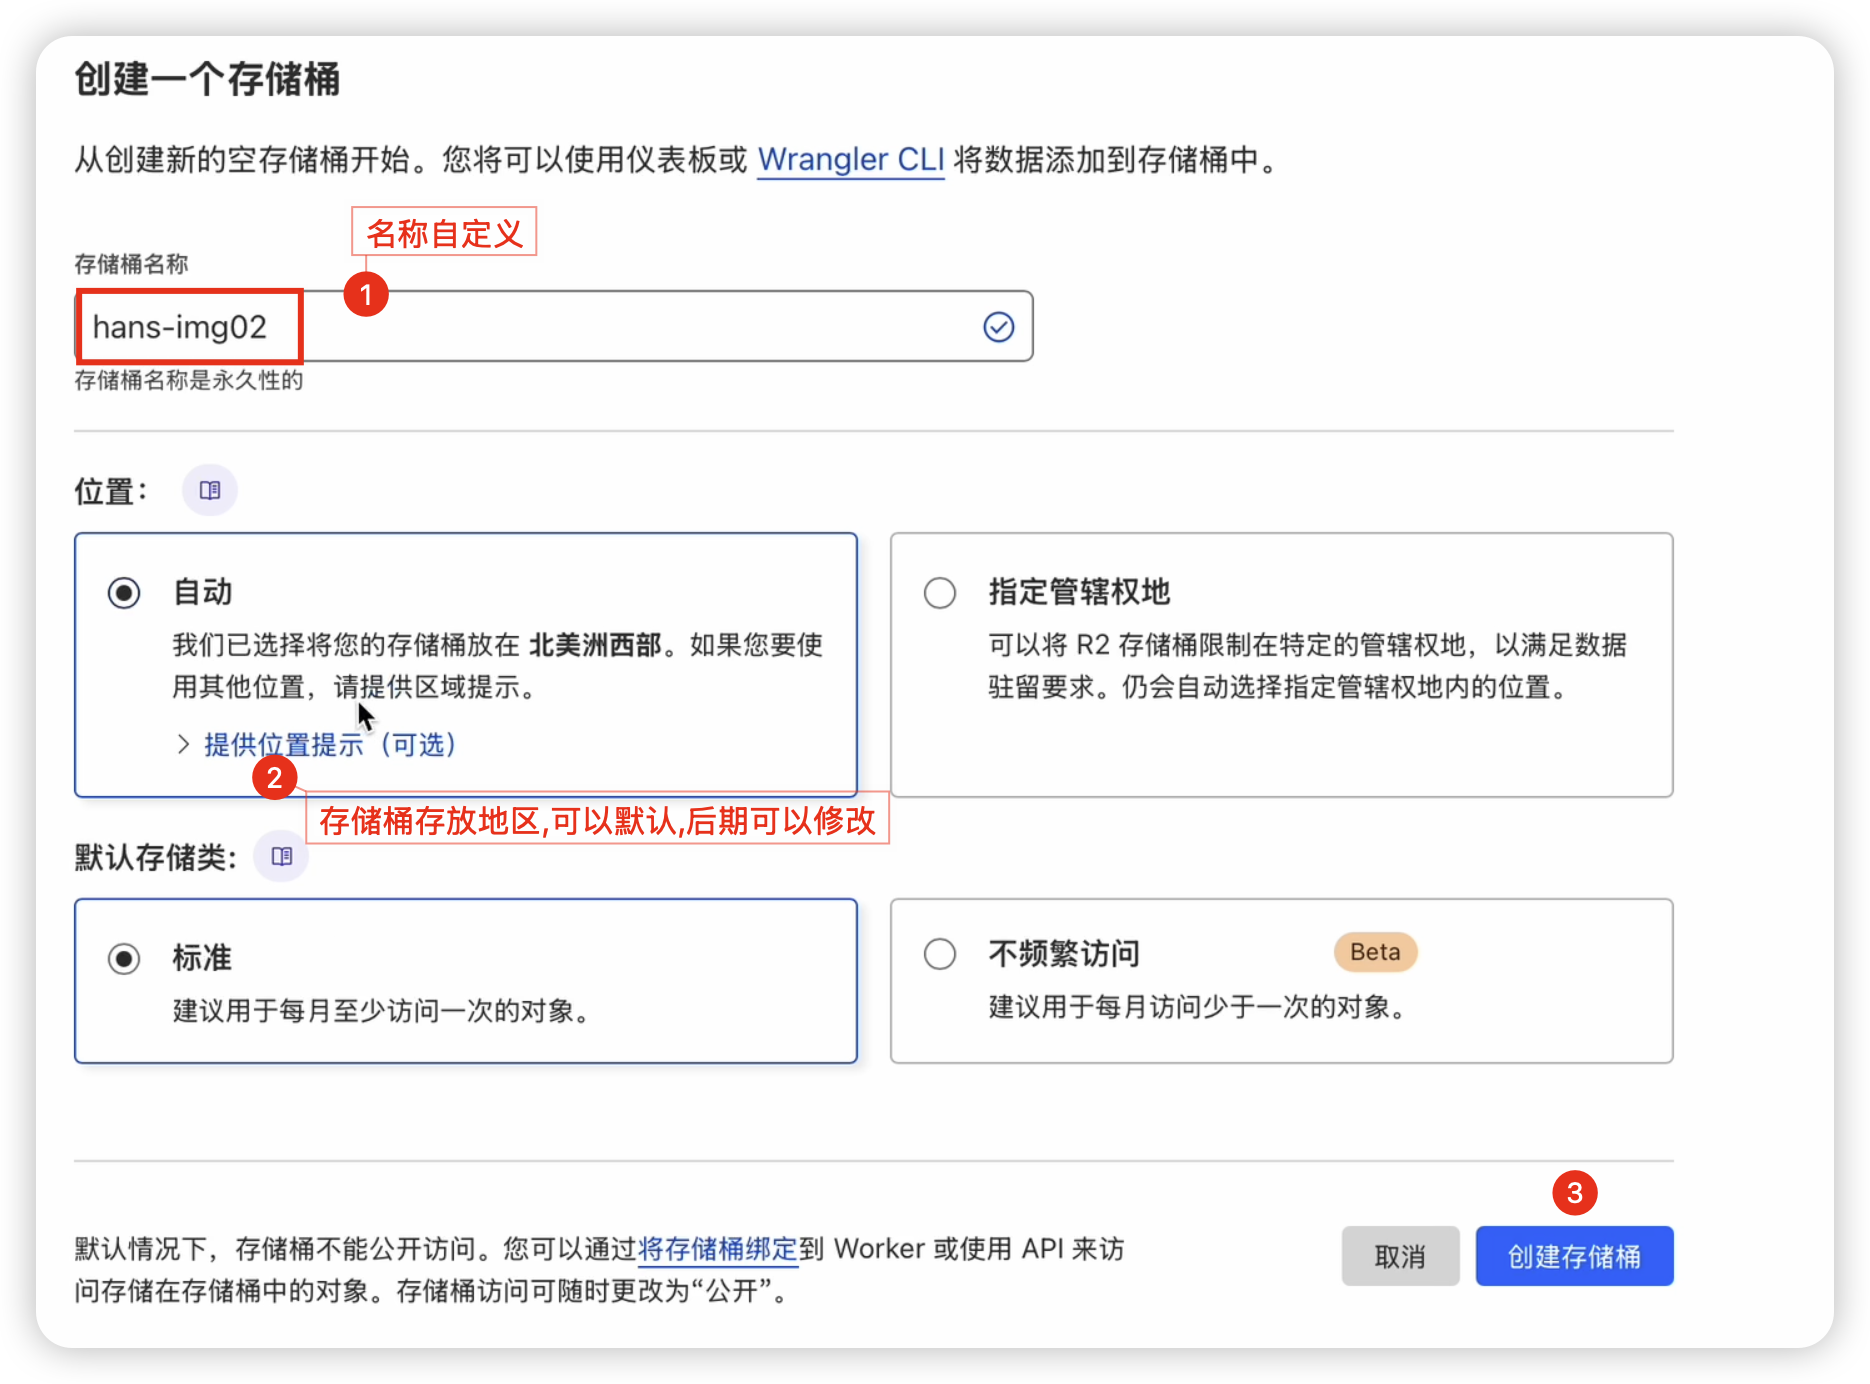 创建一个存储桶
从创建新的空存储桶开始。您将可以使用仪表板或 Wrangler CLI 将数据添加到存储桶中。
名称自定义
存储桶名称
1
hans-img02
存储桶名称是永久性的
位置：
自动
我们已选择将您的存储桶放在 北美洲西部。如果您要使
用其他位置，请提供区域提示。
提供位置提示（可选）
指定管辖权地
可以将 R2 存储桶限制在特定的管辖权地，以满足数据
驻留要求。仍会自动选择指定管辖权地内的位置。
2
存储桶存放地区,可以默认,后期可以修改
默认存储类:
标准
建议用于每月至少访问一次的对象。
不频繁访问
Beta
建议用于每月访问少于一次的对象。
3
默认情况下，存储桶不能公开访问。您可以通过将存储桶绑定到 Worker 或使用 API 来访
问存储在存储桶中的对象。存储桶访问可随时更改为“公开”。
取消
创建存储桶